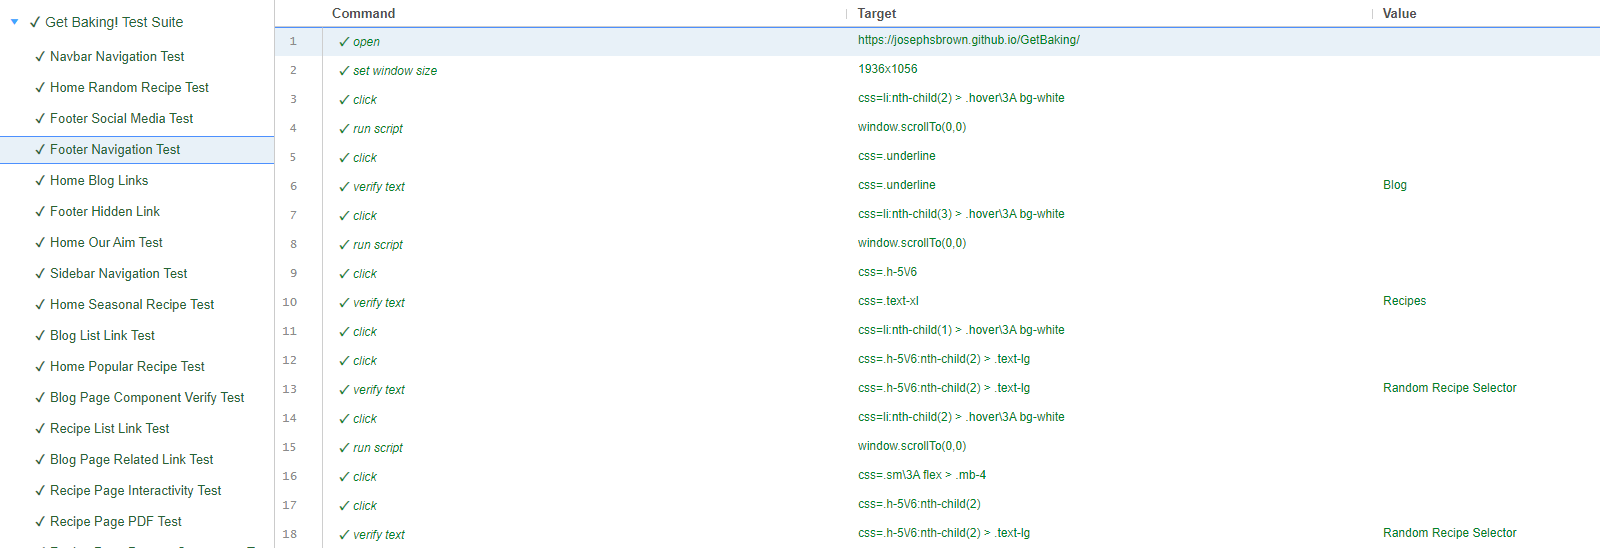 ✓ Get Baking! Test Suite
✓ Navbar Navigation Test
✓ Home Random Recipe Test
✓ Footer Social Media Test
✓ Footer Navigation Test
✓ Home Blog Links
✓ Footer Hidden Link
✓ Home Our Aim Test
✓ Sidebar Navigation Test
✓ Home Seasonal Recipe Test
✓ Blog List Link Test
✓ Home Popular Recipe Test
✓ Blog Page Component Verify Test
✓ Recipe List Link Test
✓ Blog Page Related Link Test
✓ Recipe Page Interactivity Test
✓ Recipe Page PDF Test
Command Target Value
1 ✓ open https://josephsbrown.github.io/GetBaking/
2 ✓ set window size 1936x1056
3 ✓ click css=li:nth-child(2) > .hover\3A bg-white
4 ✓ run script window.scrollTo(0,0)
5 ✓ click css=.underline
6 ✓ verify text css=.underline Blog
7 ✓ click css=li:nth-child(3) > .hover\3A bg-white
8 ✓ run script window.scrollTo(0,0)
9 ✓ click css=.h-5\/6
10 ✓ verify text css=.text-xl Recipes
11 ✓ click css=li:nth-child(1) > .hover\3A bg-white
12 ✓ click css=.h-5\/6:nth-child(2) > .text-lg
13 ✓ verify text css=.h-5\/6:nth-child(2) > .text-lg Random Recipe Selector
14 ✓ click css=li:nth-child(2) > .hover\3A bg-white
15 ✓ run script window.scrollTo(0,0)
16 ✓ click css=.sm\3A flex > .mb-4
17 ✓ click css=.h-5\/6:nth-child(2)
18 ✓ verify text css=.h-5\/6:nth-child(2) > .text-lg Random Recipe Selector